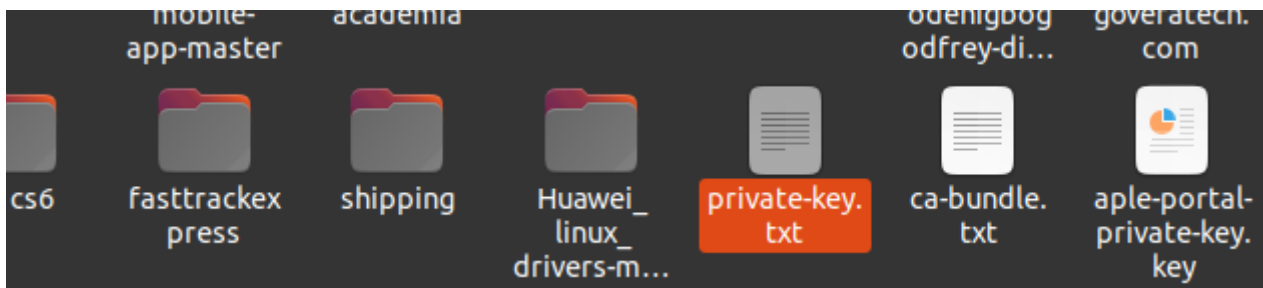 mobile-
app-master
academia
odenigbog
odfrey-di...
goveratech.
com
cs6
fasttrackex
press
shipping
Huawei_
linux_
drivers-m...
private-key.
txt
ca-bundle.
txt
aple-portal-
private-key.
key